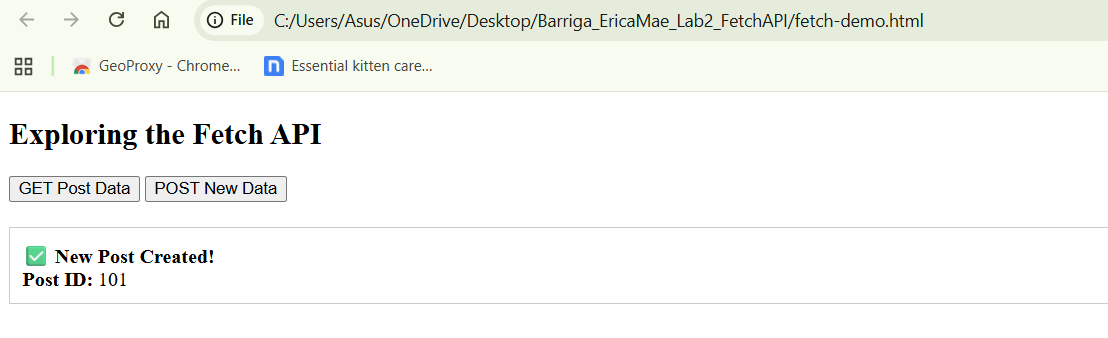 File C:/Users/Asus/OneDrive/Desktop/Barriga_EricaMae_Lab2_FetchAPI/fetch-demo.html
GeoProxy - Chrome... Essential kitten care...
Exploring the Fetch API
GET Post Data POST New Data
✅ New Post Created!
Post ID: 101